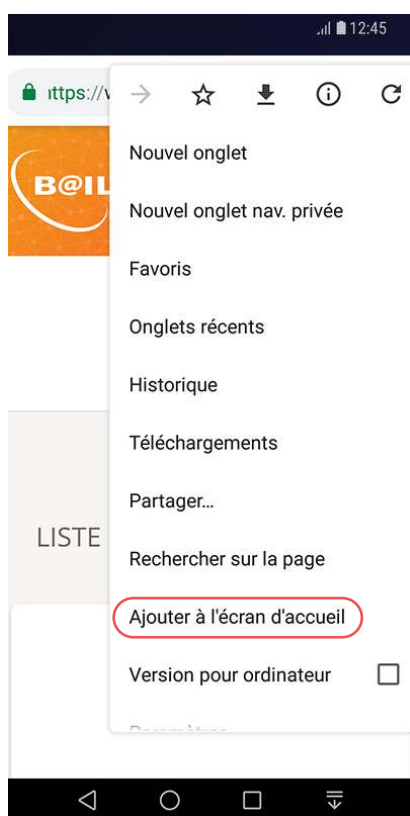 12:45
ttps://
B@IL
Nouvel onglet
Nouvel onglet nav. privée
Favoris
Onglets récents
Historique
Téléchargements
Partager...
LISTE
Rechercher sur la page
Ajouter à l'écran d'accueil
Version pour ordinateur